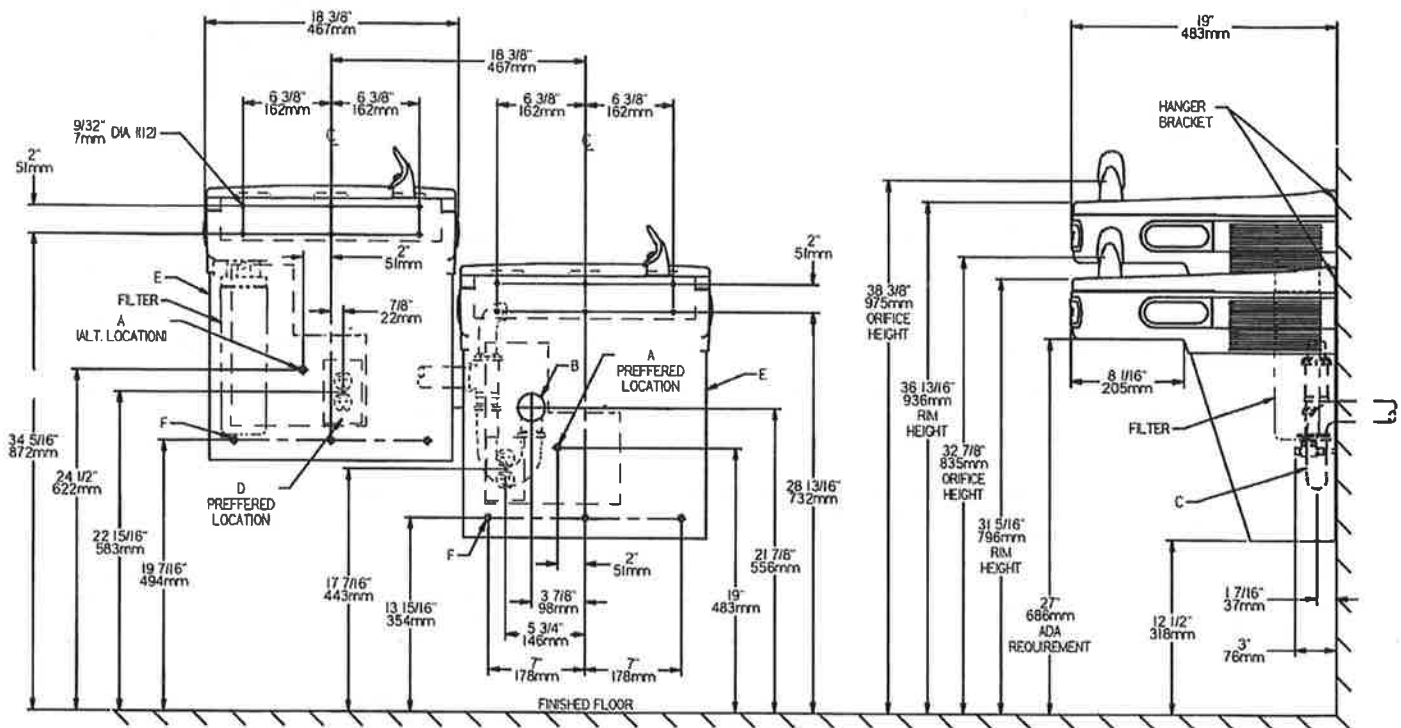 18 3/8"
467mm
18 3/8"
467mm
6 3/8"
162mm
6 3/8"
162mm
6 3/8"
162mm
6 3/8"
162mm
9/32"
7mm DIA (12)
2"
51mm
E
FILTER
A
(ALT. LOCATION)
2"
51mm
7/8"
22mm
2"
51mm
A
PREFFERED
LOCATION
B
E
F
D
PREFFERED
LOCATION
34 5/16"
872mm
24 1/2"
622mm
22 15/16"
583mm
19 7/16"
494mm
17 7/16"
443mm
13 15/16"
354mm
F
2"
51mm
3 7/8"
98mm
5 3/4"
146mm
7"
178mm
7"
178mm
28 13/16"
732mm
21 7/8"
556mm
19"
483mm
FINISHED FLOOR
19"
483mm
HANGER
BRACKET
38 3/8"
975mm
ORIFICE
HEIGHT
36 13/16"
936mm
RIM
HEIGHT
32 7/8"
835mm
ORIFICE
HEIGHT
31 5/16"
796mm
RIM
HEIGHT
27"
686mm
ADA
REQUIREMENT
8 1/16"
205mm
FILTER
C
12 1/2"
318mm
1 7/16"
37mm
3"
76mm